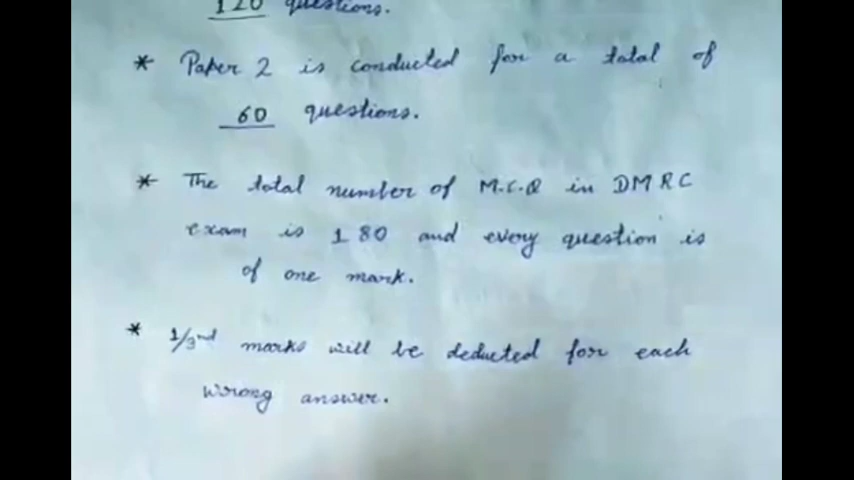 120 questions.
* Paper 2 is conducted for a total of
60 questions.
* The total number of M.C.Q in DMRC
exam is 180 and every question is
of one mark.
* 1/3nd marks will be deducted for each
wrong answer.